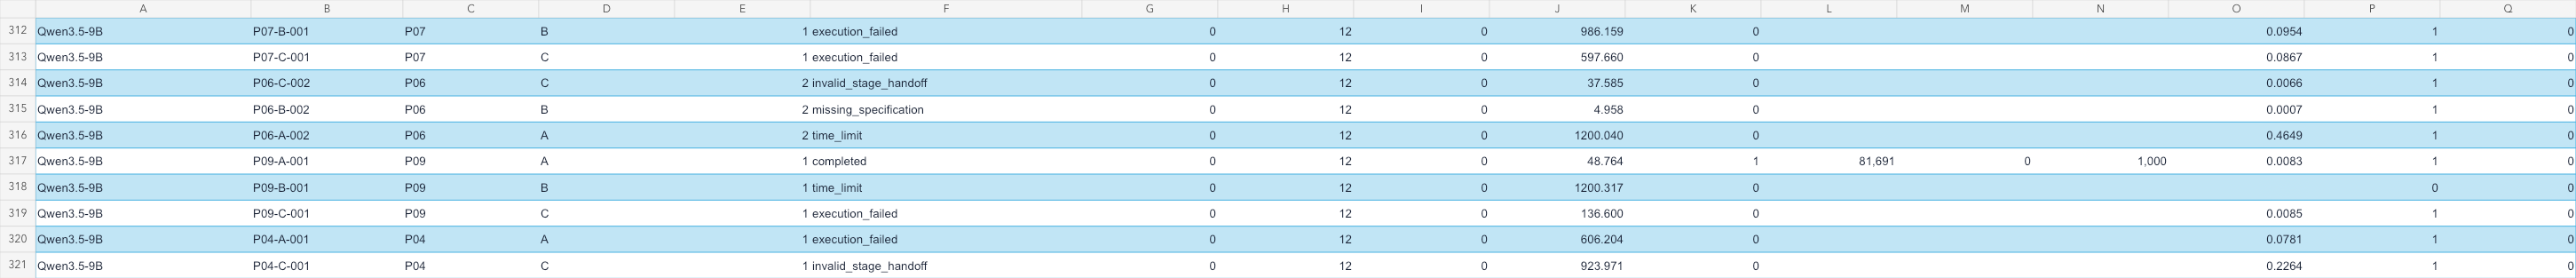 A B C D E F G H I J K L M N O P Q
312 Qwen3.5-9B P07-B-001 P07 B 1 execution_failed 0 12 0 986.159 0 0.0954 1 0
313 Qwen3.5-9B P07-C-001 P07 C 1 execution_failed 0 12 0 597.660 0 0.0867 1 0
314 Qwen3.5-9B P06-C-002 P06 C 2 invalid_stage_handoff 0 12 0 37.585 0 0.0066 1 0
315 Qwen3.5-9B P06-B-002 P06 B 2 missing_specification 0 12 0 4.958 0 0.0007 1 0
316 Qwen3.5-9B P06-A-002 P06 A 2 time_limit 0 12 0 1200.040 0 0.4649 1 0
317 Qwen3.5-9B P09-A-001 P09 A 1 completed 0 12 0 48.764 1 81,691 0 1,000 0.0083 1 0
318 Qwen3.5-9B P09-B-001 P09 B 1 time_limit 0 12 0 1200.317 0 0 0
319 Qwen3.5-9B P09-C-001 P09 C 1 execution_failed 0 12 0 136.600 0 0.0085 1 0
320 Qwen3.5-9B P04-A-001 P04 A 1 execution_failed 0 12 0 606.204 0 0.0781 1 0
321 Qwen3.5-9B P04-C-001 P04 C 1 invalid_stage_handoff 0 12 0 923.971 0 0.2264 1 0